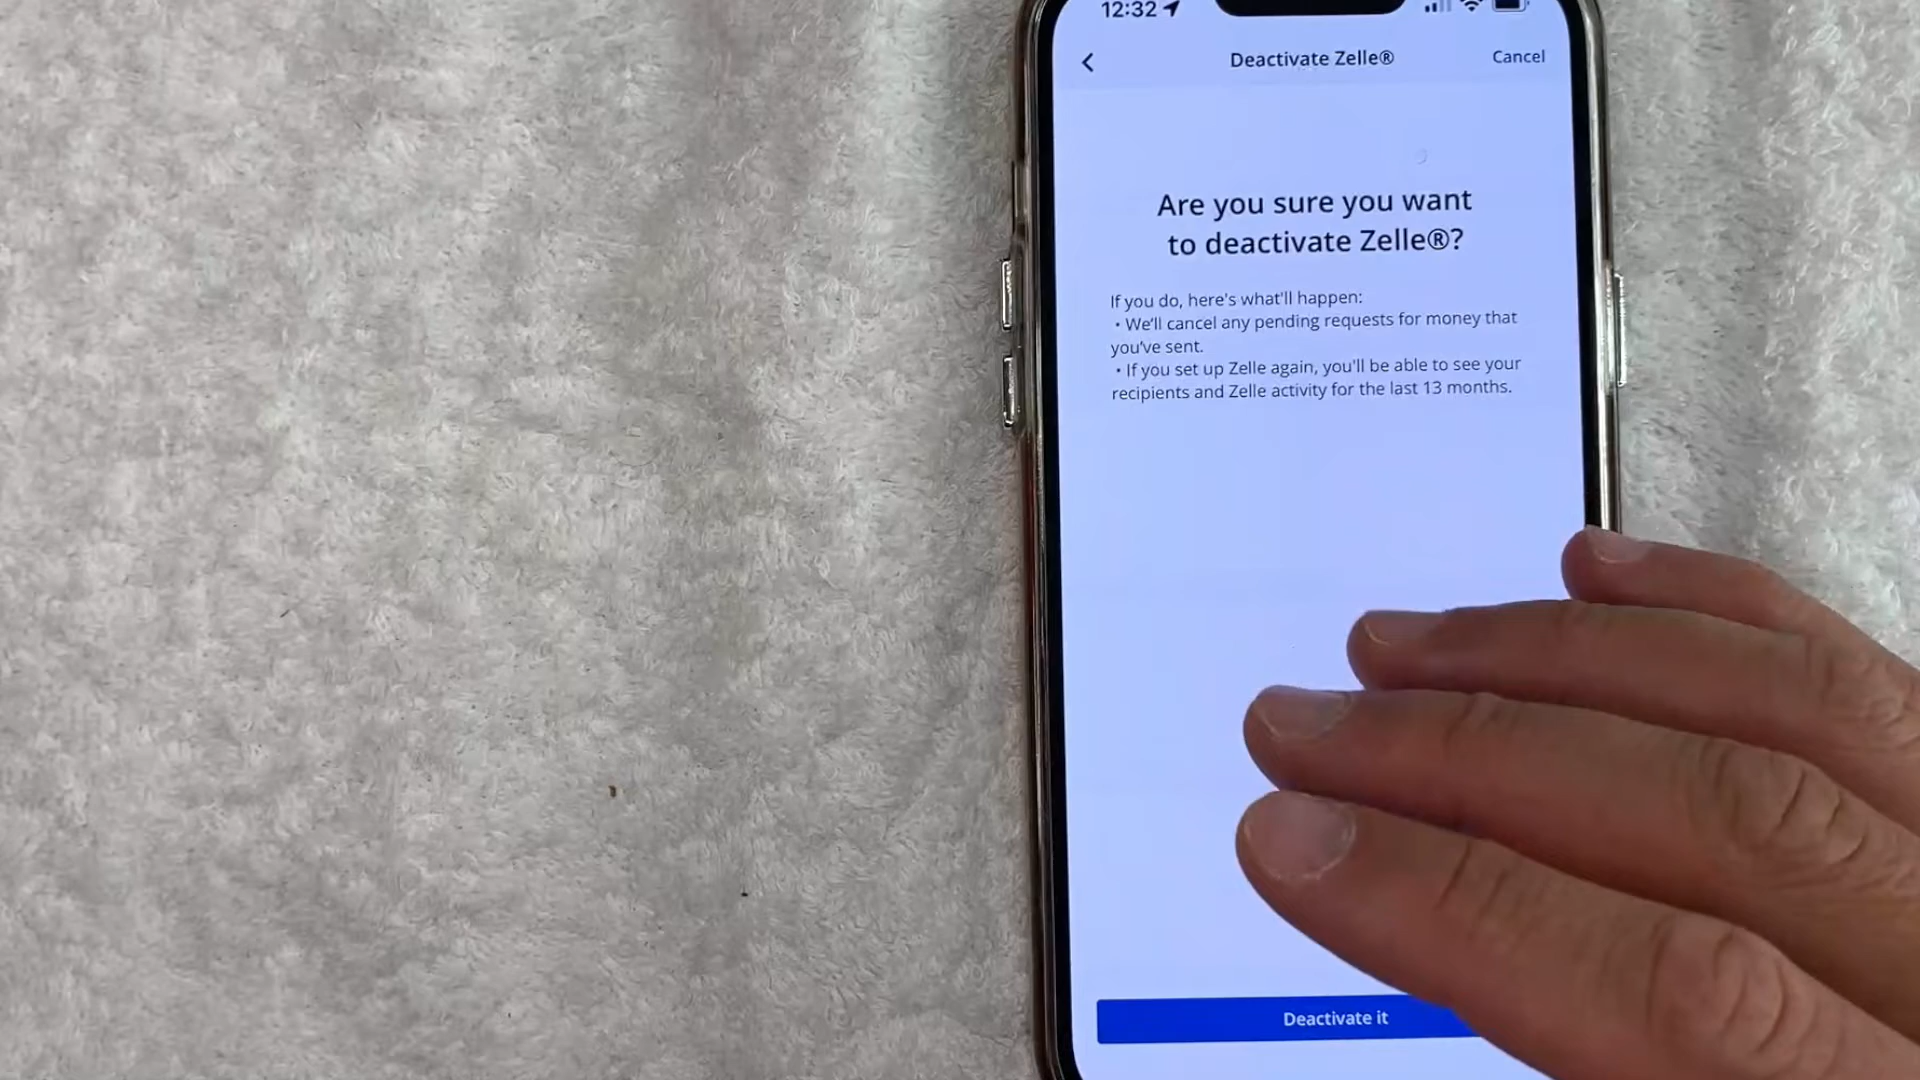 12:32
Deactivate Zelle®
Cancel
Are you sure you want
to deactivate Zelle®?
If you do, here's what'll happen:
• We'll cancel any pending requests for money that
you've sent.
• If you set up Zelle again, you'll be able to see your
recipients and Zelle activity for the last 13 months.
Deactivate it